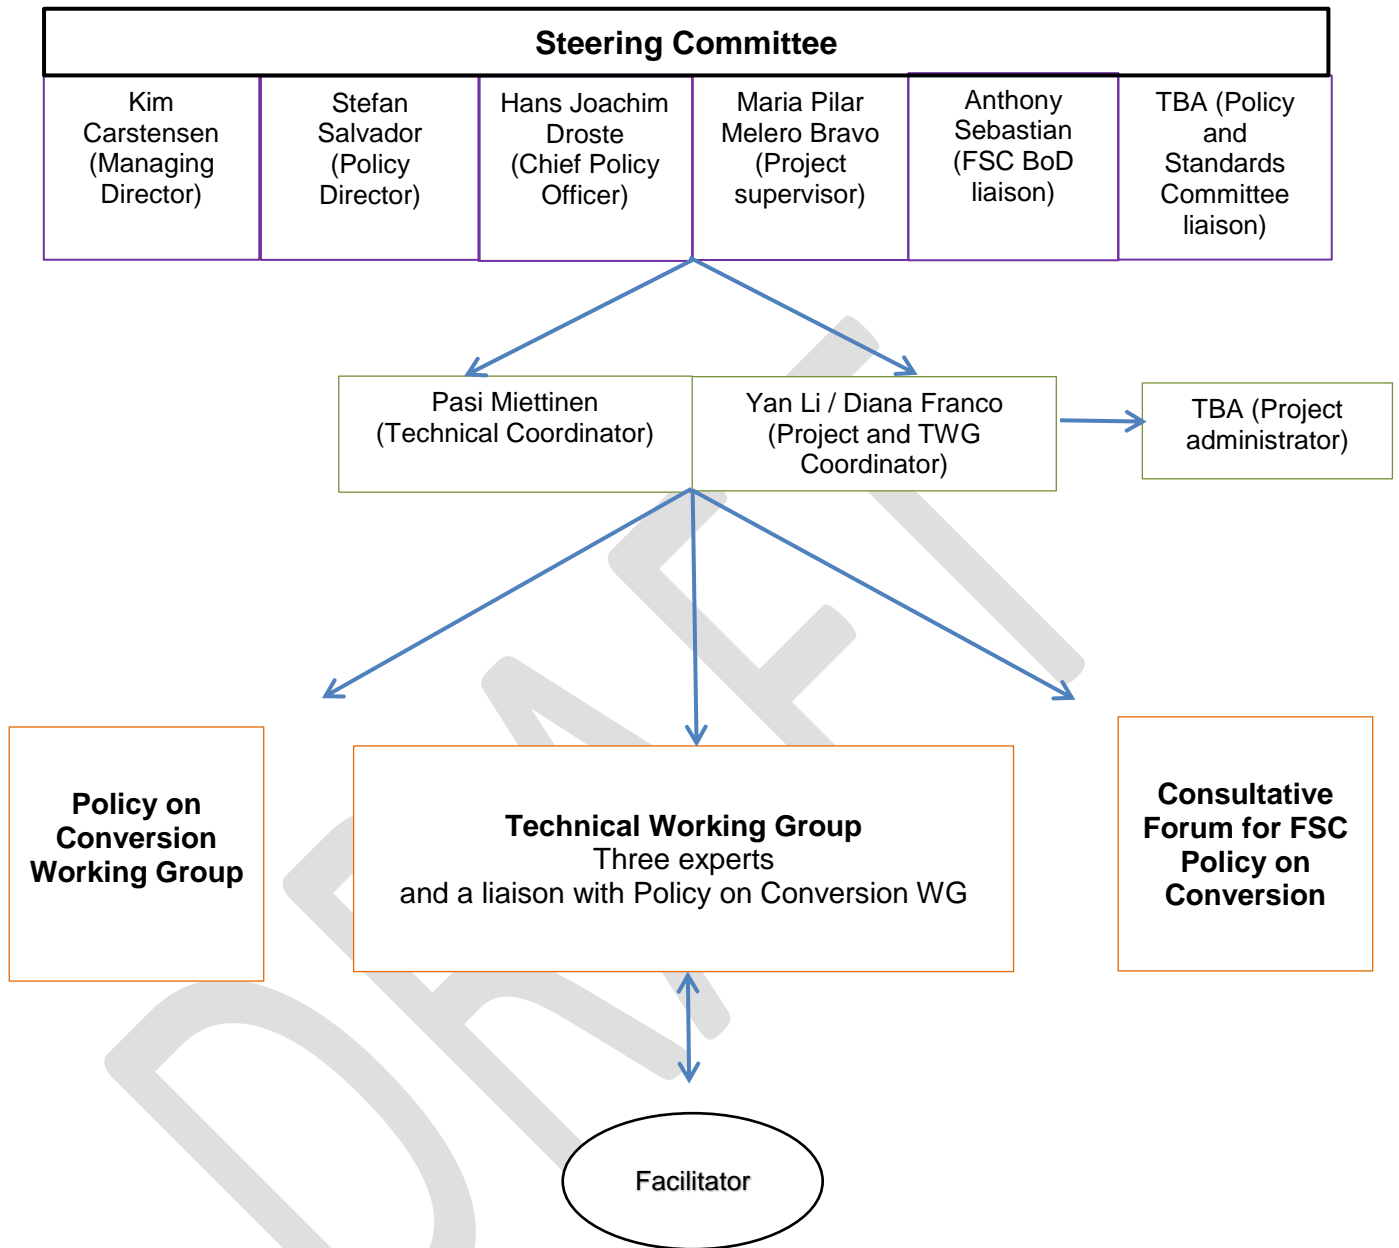 Steering Committee
Kim
Carstensen
(Managing
Director)
Stefan
Salvador
(Policy
Director)
Hans Joachim
Droste
(Chief Policy
Officer)
Maria Pilar
Melero Bravo
(Project
supervisor)
Anthony
Sebastian
(FSC BoD
liaison)
TBA (Policy
and
Standards
Committee
liaison)
Pasi Miettinen
(Technical Coordinator)
Yan Li / Diana Franco
(Project and TWG
Coordinator)
TBA (Project
administrator)
Policy on
Conversion
Working Group
Technical Working Group
Three experts
and a liaison with Policy on Conversion WG
Consultative
Forum for FSC
Policy on
Conversion
Facilitator
DRAFT